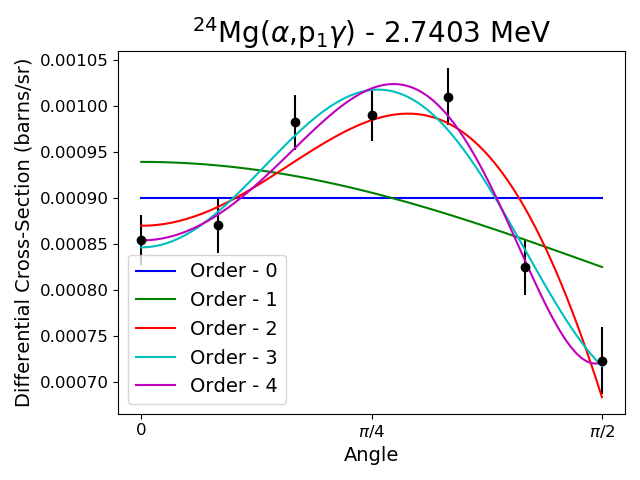 ²⁴Mg(α,p₁γ) - 2.7403 MeV
Differential Cross-Section (barns/sr)
0.00105
0.00100
0.00095
0.00090
0.00085
0.00080
0.00075
0.00070
Order - 0
Order - 1
Order - 2
Order - 3
Order - 4
0
π/4
π/2
Angle